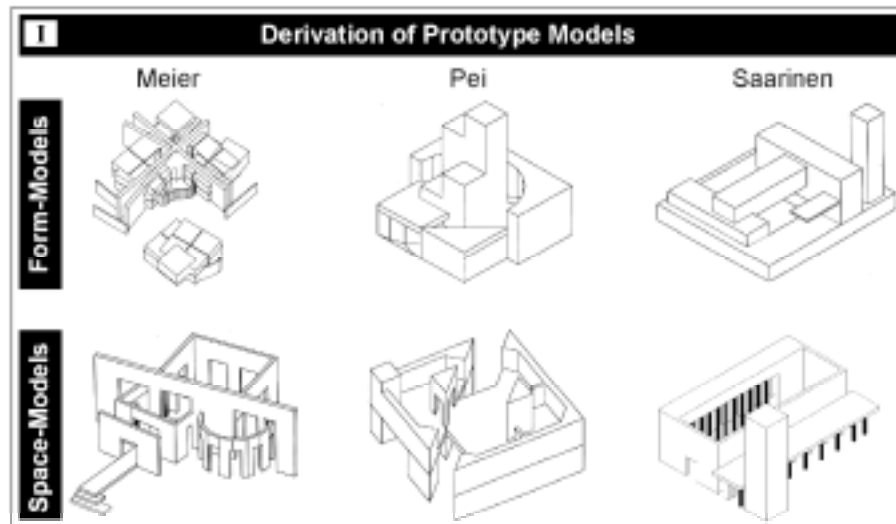 I
Derivation of Prototype Models
Meier
Pei
Saarinen
Form-Models
Space-Models